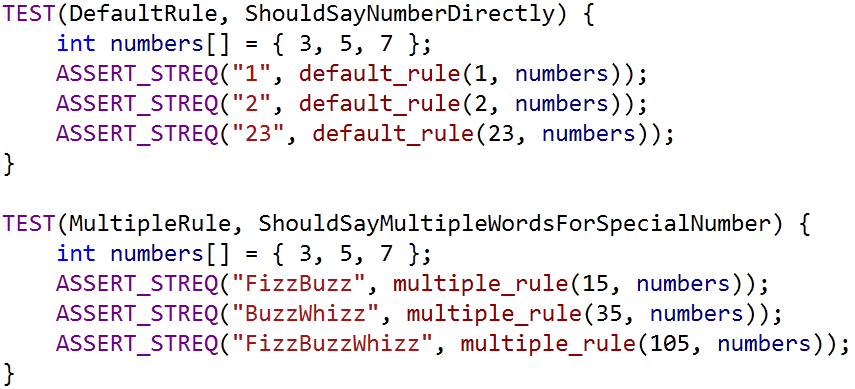 TEST(DefaultRule, ShouldSayNumberDirectly) {
    int numbers[] = { 3, 5, 7 };
    ASSERT_STREQ("1", default_rule(1, numbers));
    ASSERT_STREQ("2", default_rule(2, numbers));
    ASSERT_STREQ("23", default_rule(23, numbers));
}

TEST(MultipleRule, ShouldSayMultipleWordsForSpecialNumber) {
    int numbers[] = { 3, 5, 7 };
    ASSERT_STREQ("FizzBuzz", multiple_rule(15, numbers));
    ASSERT_STREQ("BuzzWhizz", multiple_rule(35, numbers));
    ASSERT_STREQ("FizzBuzzWhizz", multiple_rule(105, numbers));
}